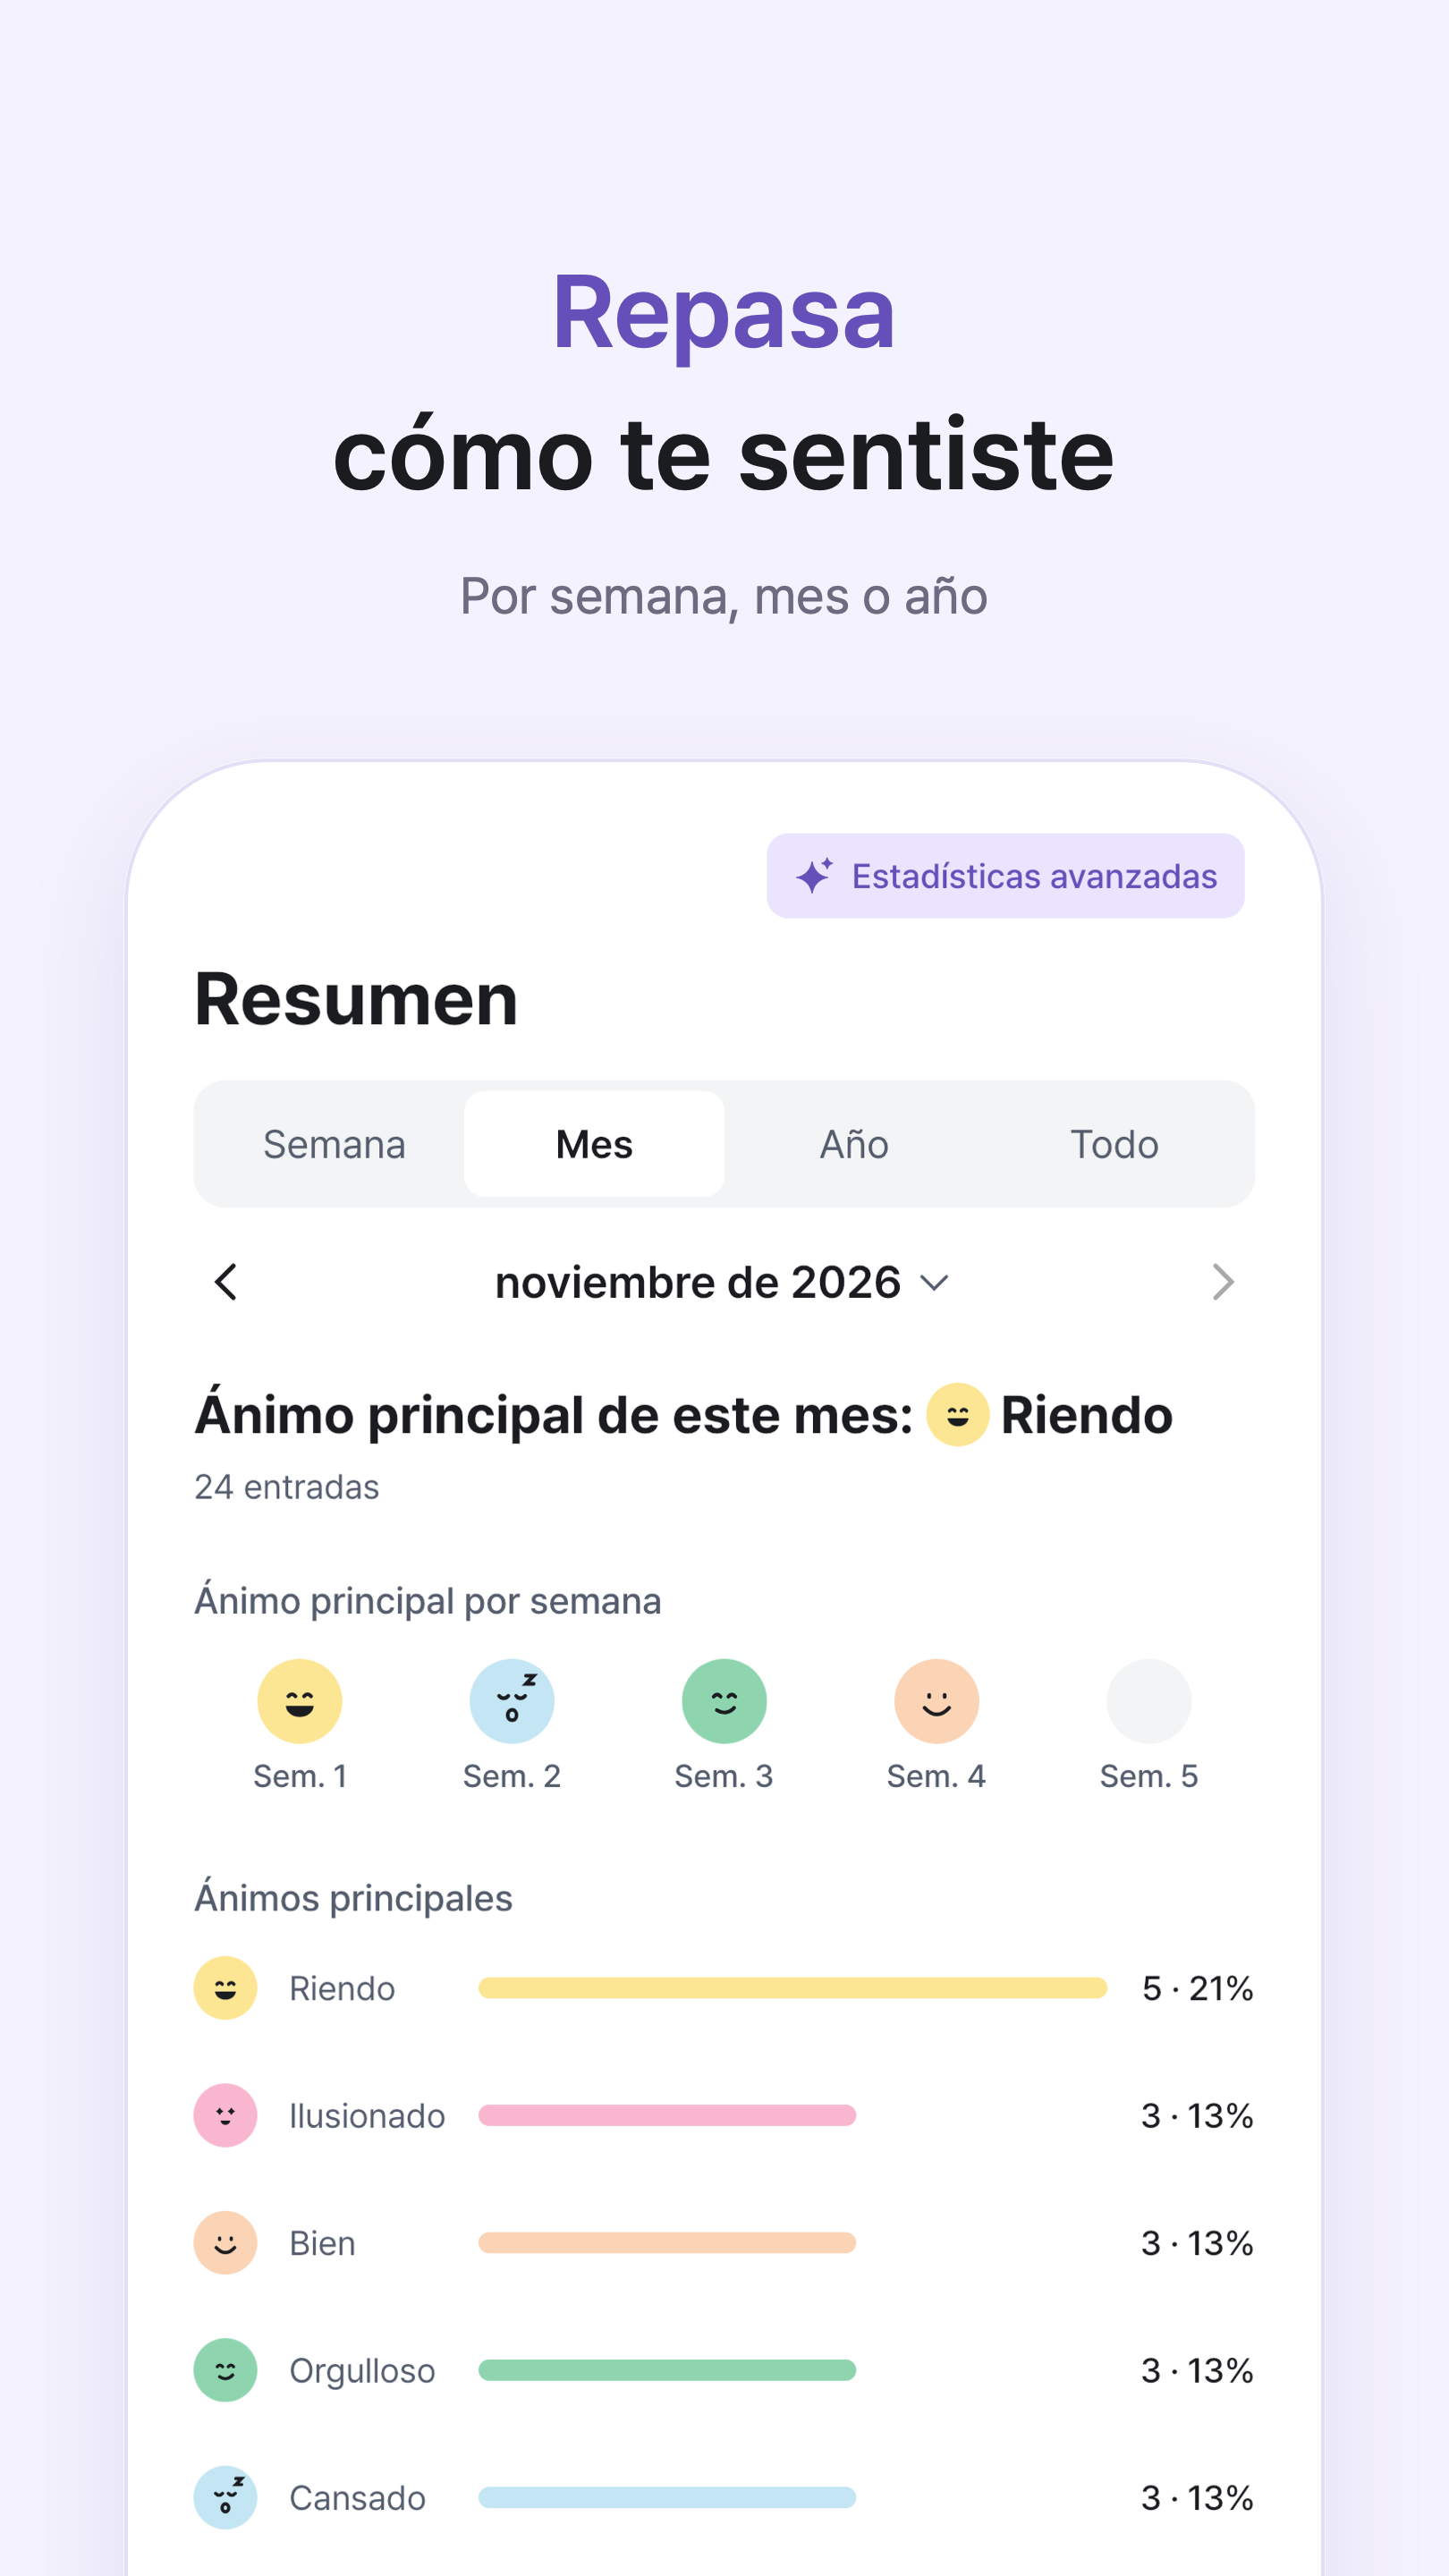 Repasa
cómo te sentiste
Por semana, mes o año
Estadísticas avanzadas
Resumen
Semana Mes Año Todo
noviembre de 2026
Ánimo principal de este mes: Riendo
24 entradas
Ánimo principal por semana
Sem. 1 Sem. 2 Sem. 3 Sem. 4 Sem. 5
Ánimos principales
Riendo 5 · 21%
Ilusionado 3 · 13%
Bien 3 · 13%
Orgulloso 3 · 13%
Cansado 3 · 13%